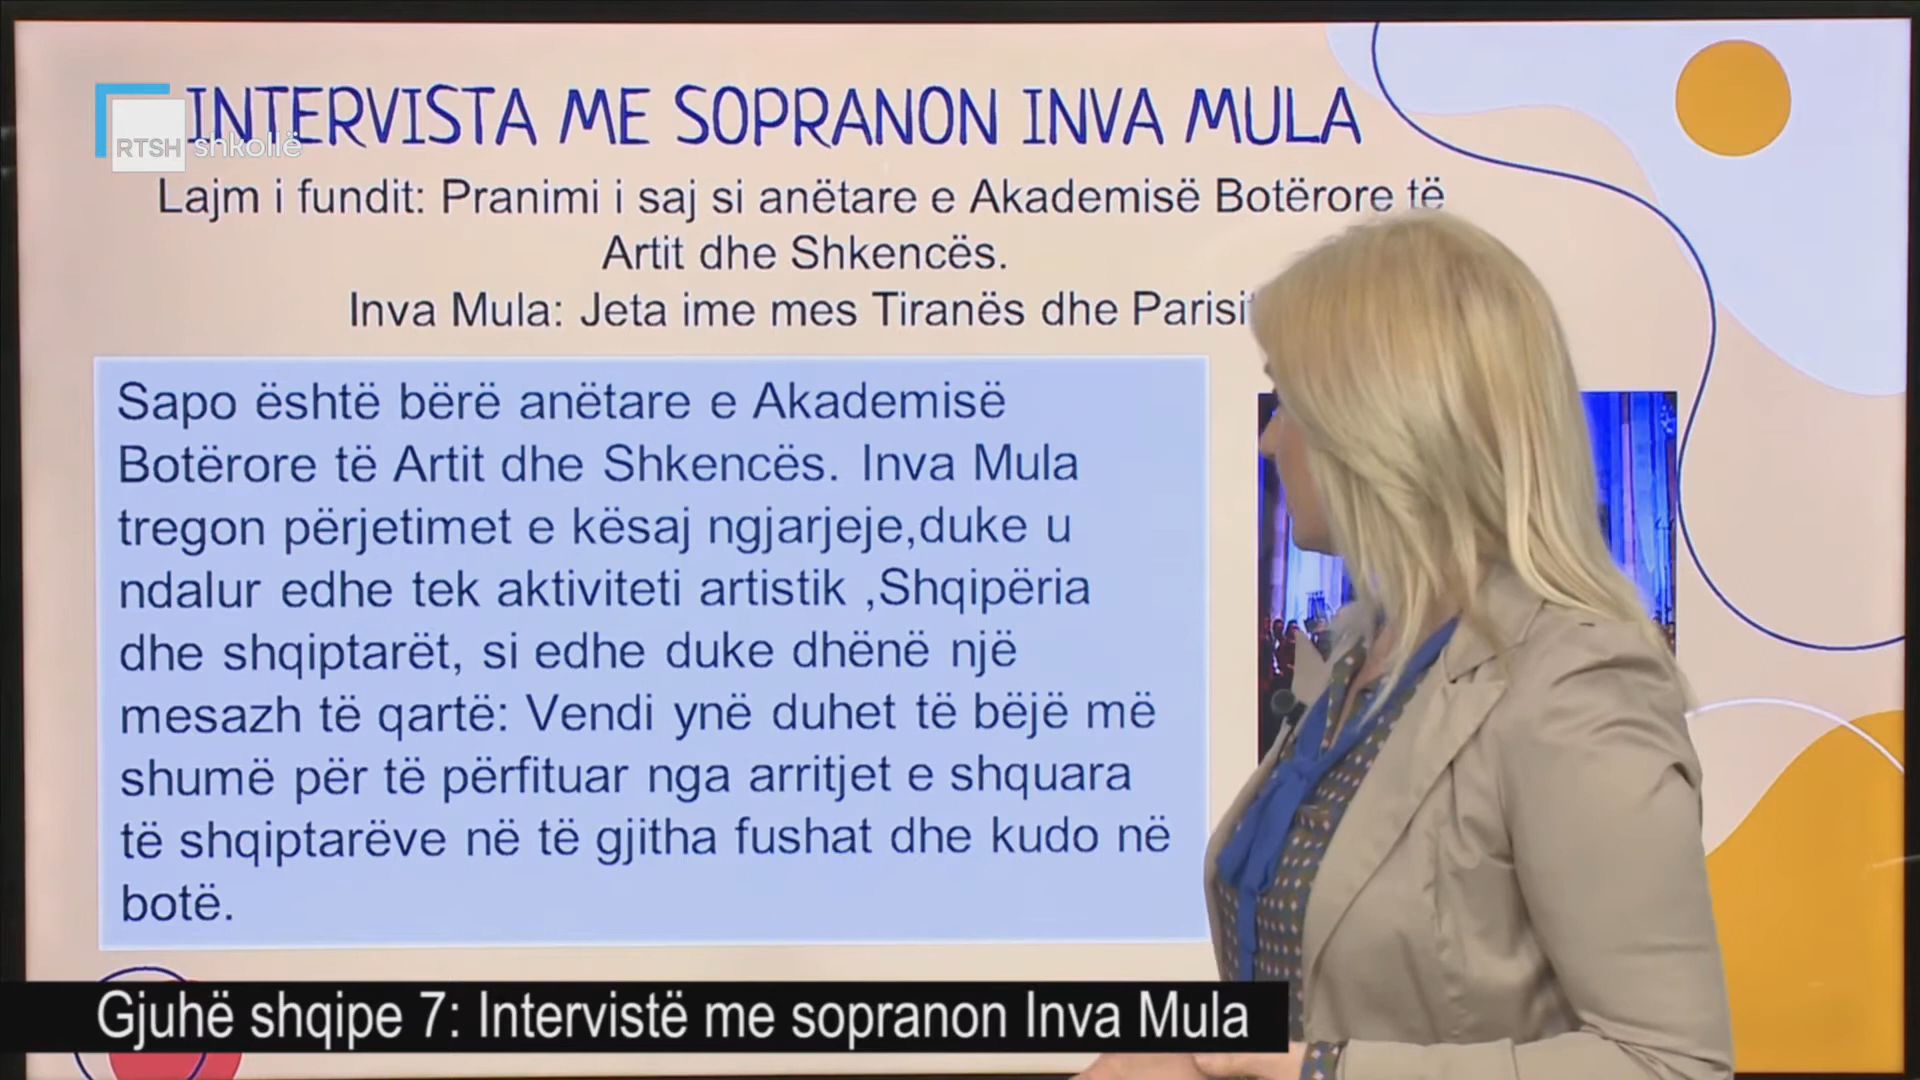 INTERVISTA ME SOPRANON INVA MULA
RTSH shkollë
Lajm i fundit: Pranimi i saj si anëtare e Akademisë Botërore të
Artit dhe Shkencës.
Inva Mula: Jeta ime mes Tiranës dhe
Sapo është bërë anëtare e Akademisë
Botërore të Artit dhe Shkencës. Inva Mula
tregon përjetimet e kësaj ngjarjeje,duke u
ndalur edhe tek aktiviteti artistik ,Shqipëria
dhe shqiptarët, si edhe duke dhënë një
mesazh të qartë: Vendi ynë duhet të bëjë më
shumë për të përfituar nga arritjet e shquara
të shqiptarëve në të gjitha fushat dhe kudo në
botë.
Gjuhë shqipe 7: Intervistë me sopranon Inva Mula